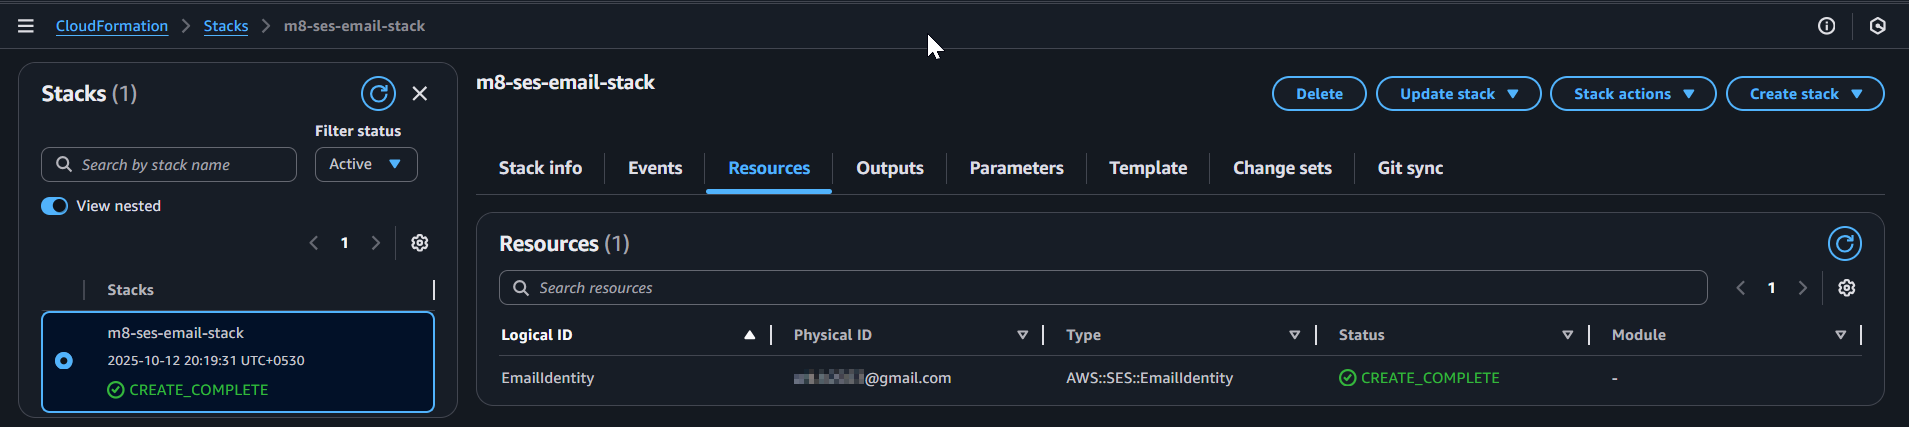 CloudFormation > Stacks > m8-ses-email-stack
Stacks (1)
Filter status
Search by stack name
Active
View nested
1
Stacks
m8-ses-email-stack
2025-10-12 20:19:31 UTC+0530
CREATE_COMPLETE
m8-ses-email-stack
Delete Update stack Stack actions Create stack
Stack info Events Resources Outputs Parameters Template Change sets Git sync
Resources (1)
Search resources
1
Logical ID Physical ID Type Status Module
EmailIdentity @gmail.com AWS::SES::EmailIdentity CREATE_COMPLETE -